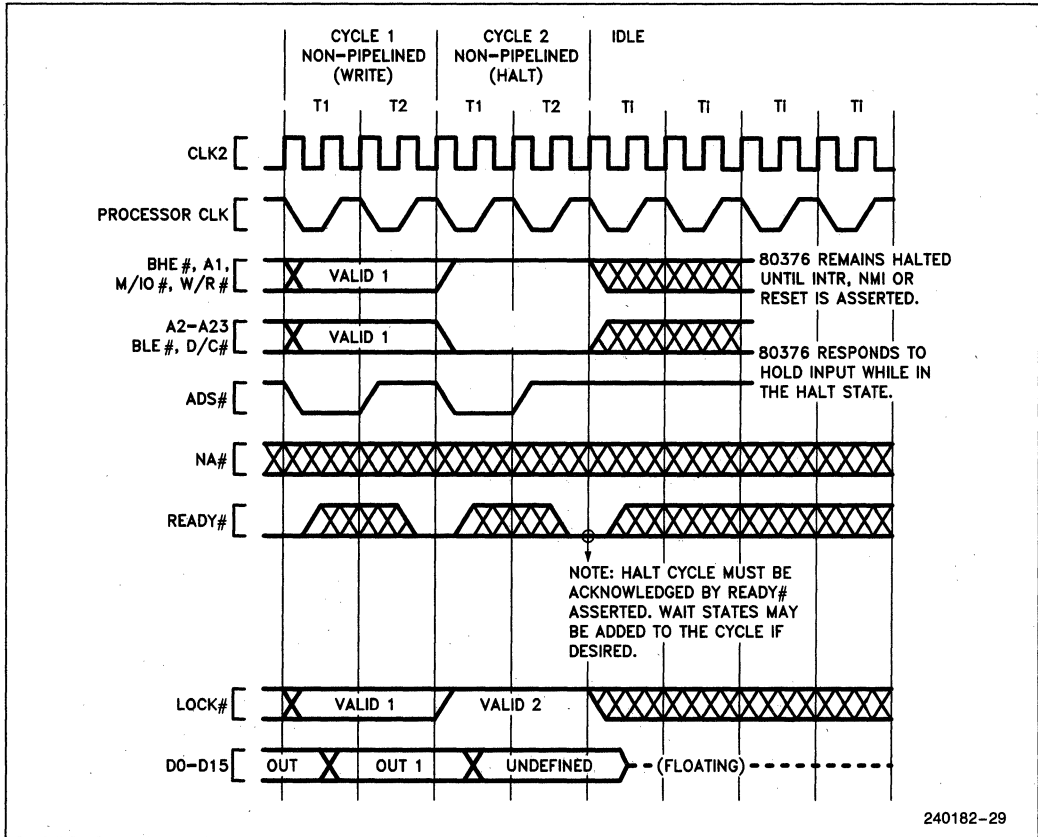 CYCLE 1
NON-PIPELINED
(WRITE)
CYCLE 2
NON-PIPELINED
(HALT)
IDLE
T1 T2 T1 T2 Ti Ti Ti Ti
CLK2
PROCESSOR CLK
BHE#, A1,
M/IO#, W/R#
VALID 1
80376 REMAINS HALTED
UNTIL INTR, NMI OR
RESET IS ASSERTED.
A2-A23
BLE#, D/C#
VALID 1
80376 RESPONDS TO
HOLD INPUT WHILE IN
THE HALT STATE.
ADS#
NA#
READY#
NOTE: HALT CYCLE MUST BE
ACKNOWLEDGED BY READY#
ASSERTED. WAIT STATES MAY
BE ADDED TO THE CYCLE IF
DESIRED.
LOCK# VALID 1 VALID 2
D0-D15 OUT OUT 1 UNDEFINED (FLOATING)
240182-29